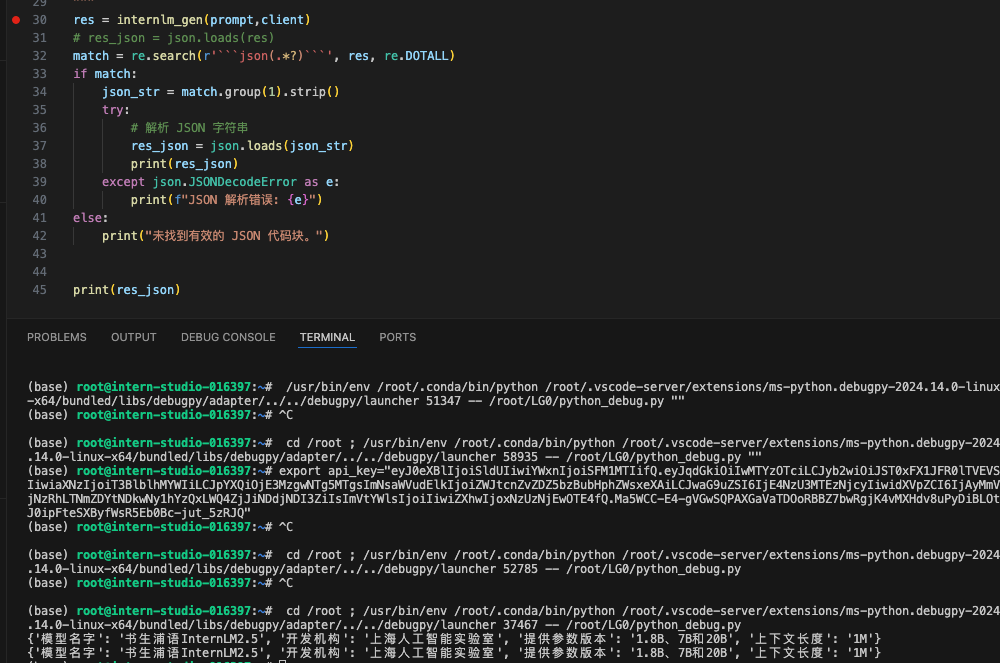 29
30 res = internlm_gen(prompt,client)
31 # res_json = json.loads(res)
32 match = re.search(r'```json(.*?)```', res, re.DOTALL)
33 if match:
34 json_str = match.group(1).strip()
35 try:
36 # 解析 JSON 字符串
37 res_json = json.loads(json_str)
38 print(res_json)
39 except json.JSONDecodeError as e:
40 print(f"JSON 解析错误: {e}")
41 else:
42 print("未找到有效的 JSON 代码块。")
43
44
45 print(res_json)
PROBLEMS OUTPUT DEBUG CONSOLE TERMINAL PORTS
(base) root@intern-studio-016397:~# /usr/bin/env /root/.conda/bin/python /root/.vscode-server/extensions/ms-python.debugpy-2024.14.0-linux
-x64/bundled/libs/debugpy/adapter/../../debugpy/launcher 51347 -- /root/LG0/python_debug.py ""
(base) root@intern-studio-016397:~# ^C
(base) root@intern-studio-016397:~# cd /root ; /usr/bin/env /root/.conda/bin/python /root/.vscode-server/extensions/ms-python.debugpy-2024
.14.0-linux-x64/bundled/libs/debugpy/adapter/../../debugpy/launcher 58935 -- /root/LG0/python_debug.py ""
(base) root@intern-studio-016397:~# export api_key="
(base) root@intern-studio-016397:~# ^C
(base) root@intern-studio-016397:~# cd /root ; /usr/bin/env /root/.conda/bin/python /root/.vscode-server/extensions/ms-python.debugpy-2024
.14.0-linux-x64/bundled/libs/debugpy/adapter/../../debugpy/launcher 52785 -- /root/LG0/python_debug.py
(base) root@intern-studio-016397:~# ^C
(base) root@intern-studio-016397:~# cd /root ; /usr/bin/env /root/.conda/bin/python /root/.vscode-server/extensions/ms-python.debugpy-2024
.14.0-linux-x64/bundled/libs/debugpy/adapter/../../debugpy/launcher 37467 -- /root/LG0/python_debug.py
{'模型名字': '书生浦语InternLM2.5', '开发机构': '上海人工智能实验室', '提供参数版本': '1.8B、7B和20B', '上下文长度': '1M'}
{'模型名字': '书生浦语InternLM2.5', '开发机构': '上海人工智能实验室', '提供参数版本': '1.8B、7B和20B', '上下文长度': '1M'}
(base) root@intern-studio-016397:~#